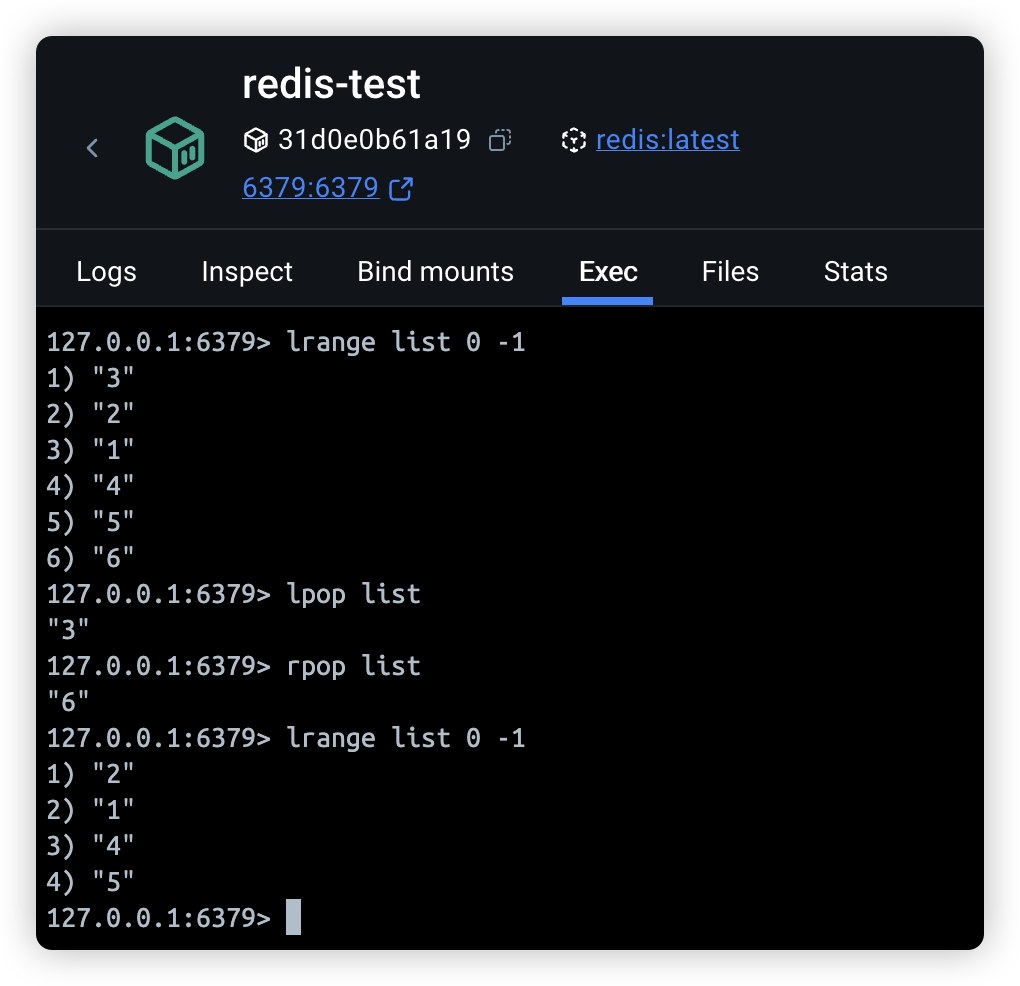 redis-test
31d0e0b61a19 redis:latest
6379:6379
Logs Inspect Bind mounts Exec Files Stats
127.0.0.1:6379> lrange list 0 -1
1) "3"
2) "2"
3) "1"
4) "4"
5) "5"
6) "6"
127.0.0.1:6379> lpop list
"3"
127.0.0.1:6379> rpop list
"6"
127.0.0.1:6379> lrange list 0 -1
1) "2"
2) "1"
3) "4"
4) "5"
127.0.0.1:6379>